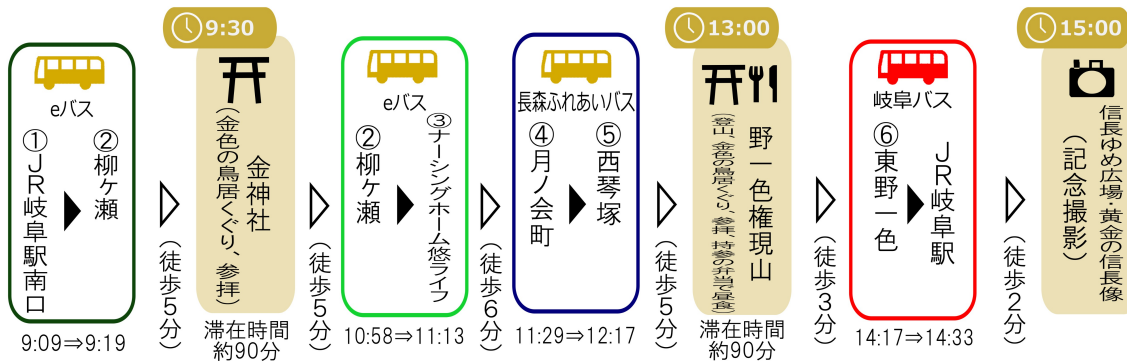 eバス
①JR岐阜駅南口
②柳ヶ瀬
9:09⇒9:19
(徒歩5分)
9:30
金神社
(金色の鳥居くぐり、参拝)
滞在時間
約90分
(徒歩5分)
eバス
②柳ヶ瀬
③ナーシングホーム悠ライフ
10:58⇒11:13
(徒歩6分)
長森ふれあいバス
④月ノ会町
⑤西琴塚
11:29⇒12:17
(徒歩5分)
13:00
野一色権現山
(登山、金色の鳥居くぐり、参拝、持参の弁当で昼食)
滞在時間
約90分
(徒歩3分)
岐阜バス
⑥東野一色
JR岐阜駅
14:17⇒14:33
(徒歩2分)
15:00
信長ゆめ広場・黄金の信長像
(記念撮影)